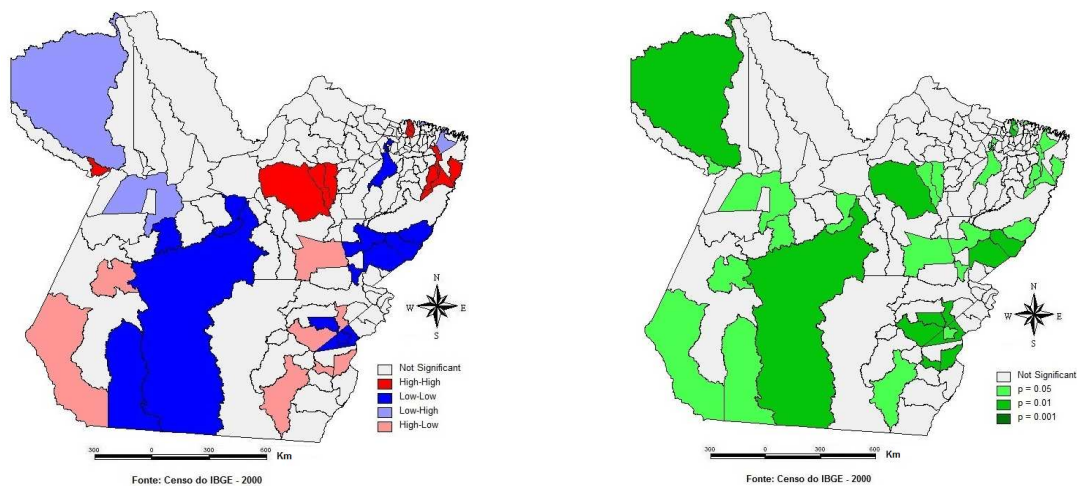 N
W E
S
Not Significant
High-High
Low-Low
Low-High
High-Low
300 0 300 600
Km
Fonte: Censo do IBGE - 2000
N
W E
S
Not Significant
p = 0.05
p = 0.01
p = 0.001
300 0 300 600
Km
Fonte: Censo do IBGE - 2000